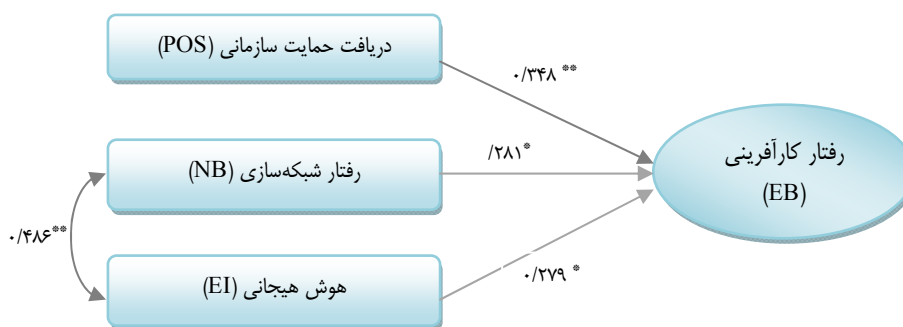 دریافت حمایت سازمانی (POS)
۰/۳۴۸ **
رفتار شبکه‌سازی (NB)
/۲۸۱*
رفتار کارآفرینی
(EB)
۰/۴۸۶**
هوش هیجانی (EI)
۰/۲۷۹ *